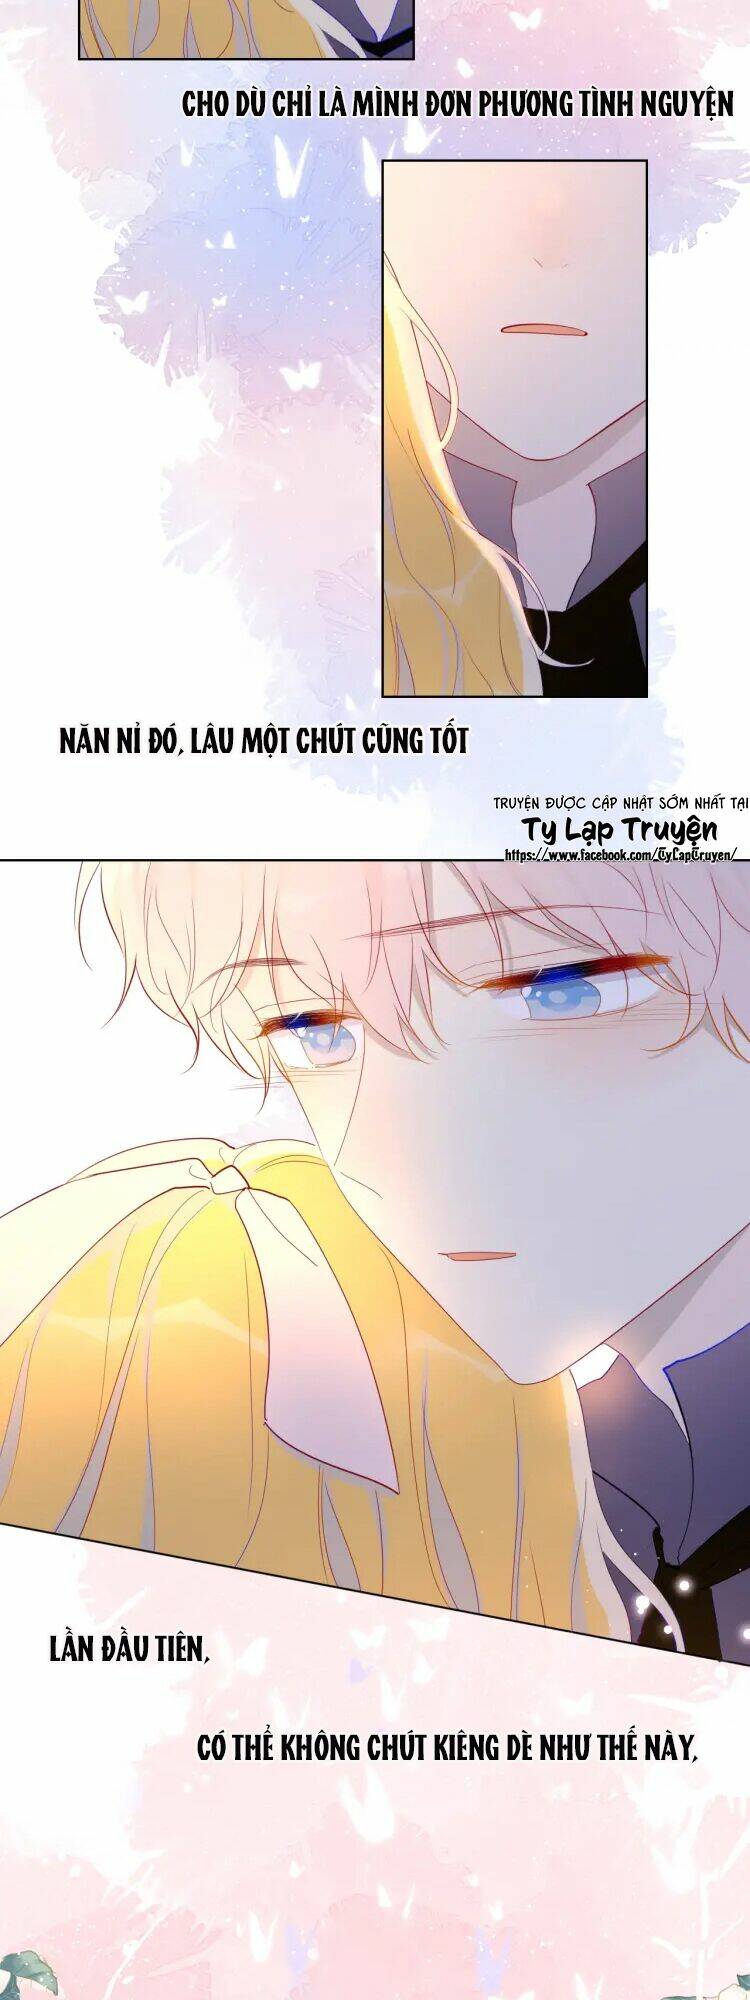 CHO DÙ CHỈ LÀ MÌNH ĐƠN PHƯƠNG TÌNH NGUYỆN
NĂN NỈ ĐÓ, LÂU MỘT CHÚT CŨNG TỐT
TRUYỆN ĐƯỢC CẬP NHẬT SỚM NHẤT TẠI
Ty Lạp Truyện
https://www.facebook.com/TyLapTruyen/
LẦN ĐẦU TIÊN,
CÓ THỂ KHÔNG CHÚT KIÊNG DÈ NHƯ THẾ NÀY,